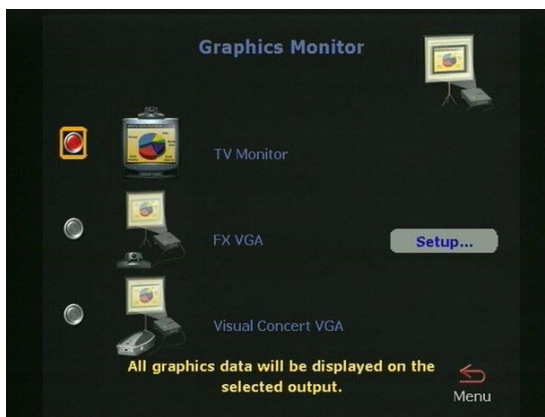 Graphics Monitor
TV Monitor
FX VGA
Setup...
Visual Concert VGA
All graphics data will be displayed on the
selected output.
Menu